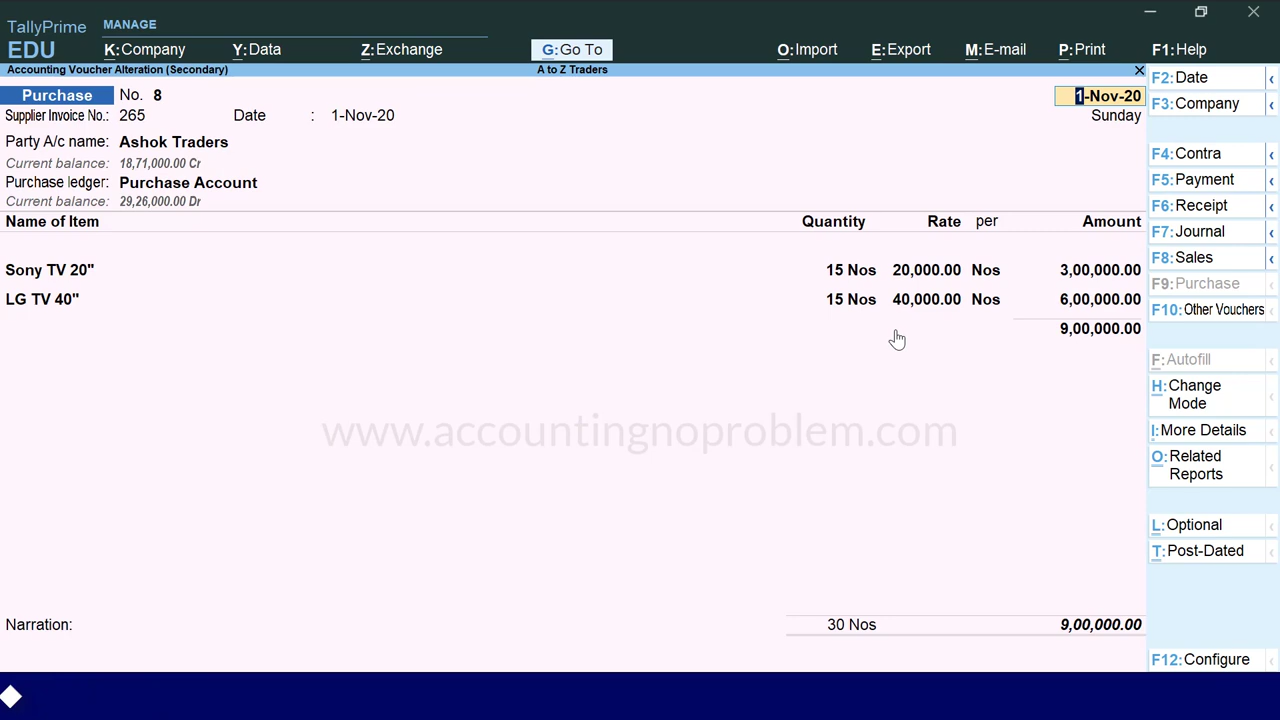 TallyPrime MANAGE
EDU K:Company Y:Data Z:Exchange G:Go To O:Import E:Export M:E-mail P:Print F1:Help
Accounting Voucher Alteration (Secondary) A to Z Traders
Purchase No. 8 1-Nov-20
Supplier Invoice No.: 265 Date : 1-Nov-20 Sunday
Party A/c name: Ashok Traders
Current balance: 18,71,000.00 Cr
Purchase ledger: Purchase Account
Current balance: 29,26,000.00 Dr
Name of Item Quantity Rate per Amount
Sony TV 20" 15 Nos 20,000.00 Nos 3,00,000.00
LG TV 40" 15 Nos 40,000.00 Nos 6,00,000.00
9,00,000.00
www.accountingnoproblem.com
Narration: 30 Nos 9,00,000.00
F2:Date
F3:Company
F4:Contra
F5:Payment
F6:Receipt
F7:Journal
F8:Sales
F9:Purchase
F10:Other Vouchers
F:Autofill
H:Change
Mode
I:More Details
O:Related
Reports
L:Optional
T:Post-Dated
F12:Configure